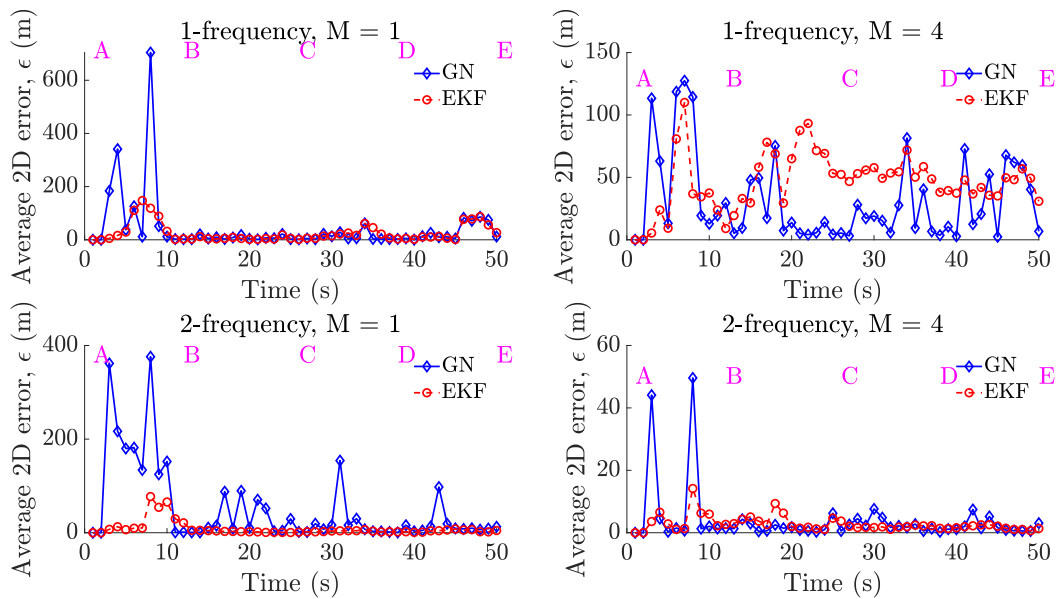 1-frequency, M = 1
A B C D E
GN
EKF
600
400
200
0
0 10 20 30 40 50
Average 2D error, ϵ (m)
Time (s)
1-frequency, M = 4
150
A B C D E
GN
EKF
100
50
0
0 10 20 30 40 50
Average 2D error, ϵ (m)
Time (s)
2-frequency, M = 1
400
A B C D E
GN
EKF
200
0
0 10 20 30 40 50
Average 2D error, ϵ (m)
Time (s)
2-frequency, M = 4
60
A B C D E
GN
EKF
40
20
0
0 10 20 30 40 50
Average 2D error, ϵ (m)
Time (s)